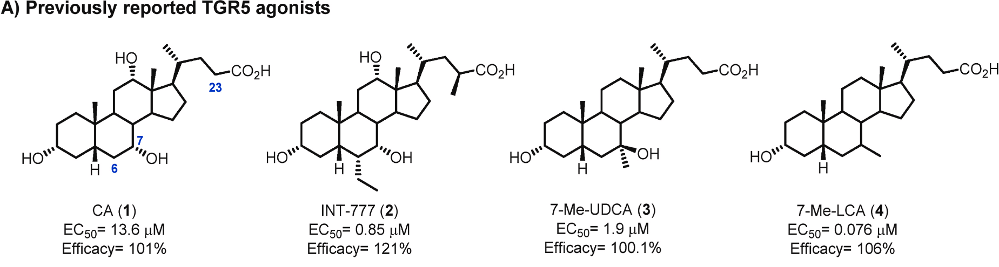 A) Previously reported TGR5 agonists
HO
CO₂H
23
7
HO
OH
H
6
HO
CO₂H
HO
OH
H
CO₂H
HO
OH
H
CO₂H
HO
H
CA (1)
EC₅₀= 13.6 μM
Efficacy= 101%
INT-777 (2)
EC₅₀= 0.85 μM
Efficacy= 121%
7-Me-UDCA (3)
EC₅₀= 1.9 μM
Efficacy= 100.1%
7-Me-LCA (4)
EC₅₀= 0.076 μM
Efficacy= 106%